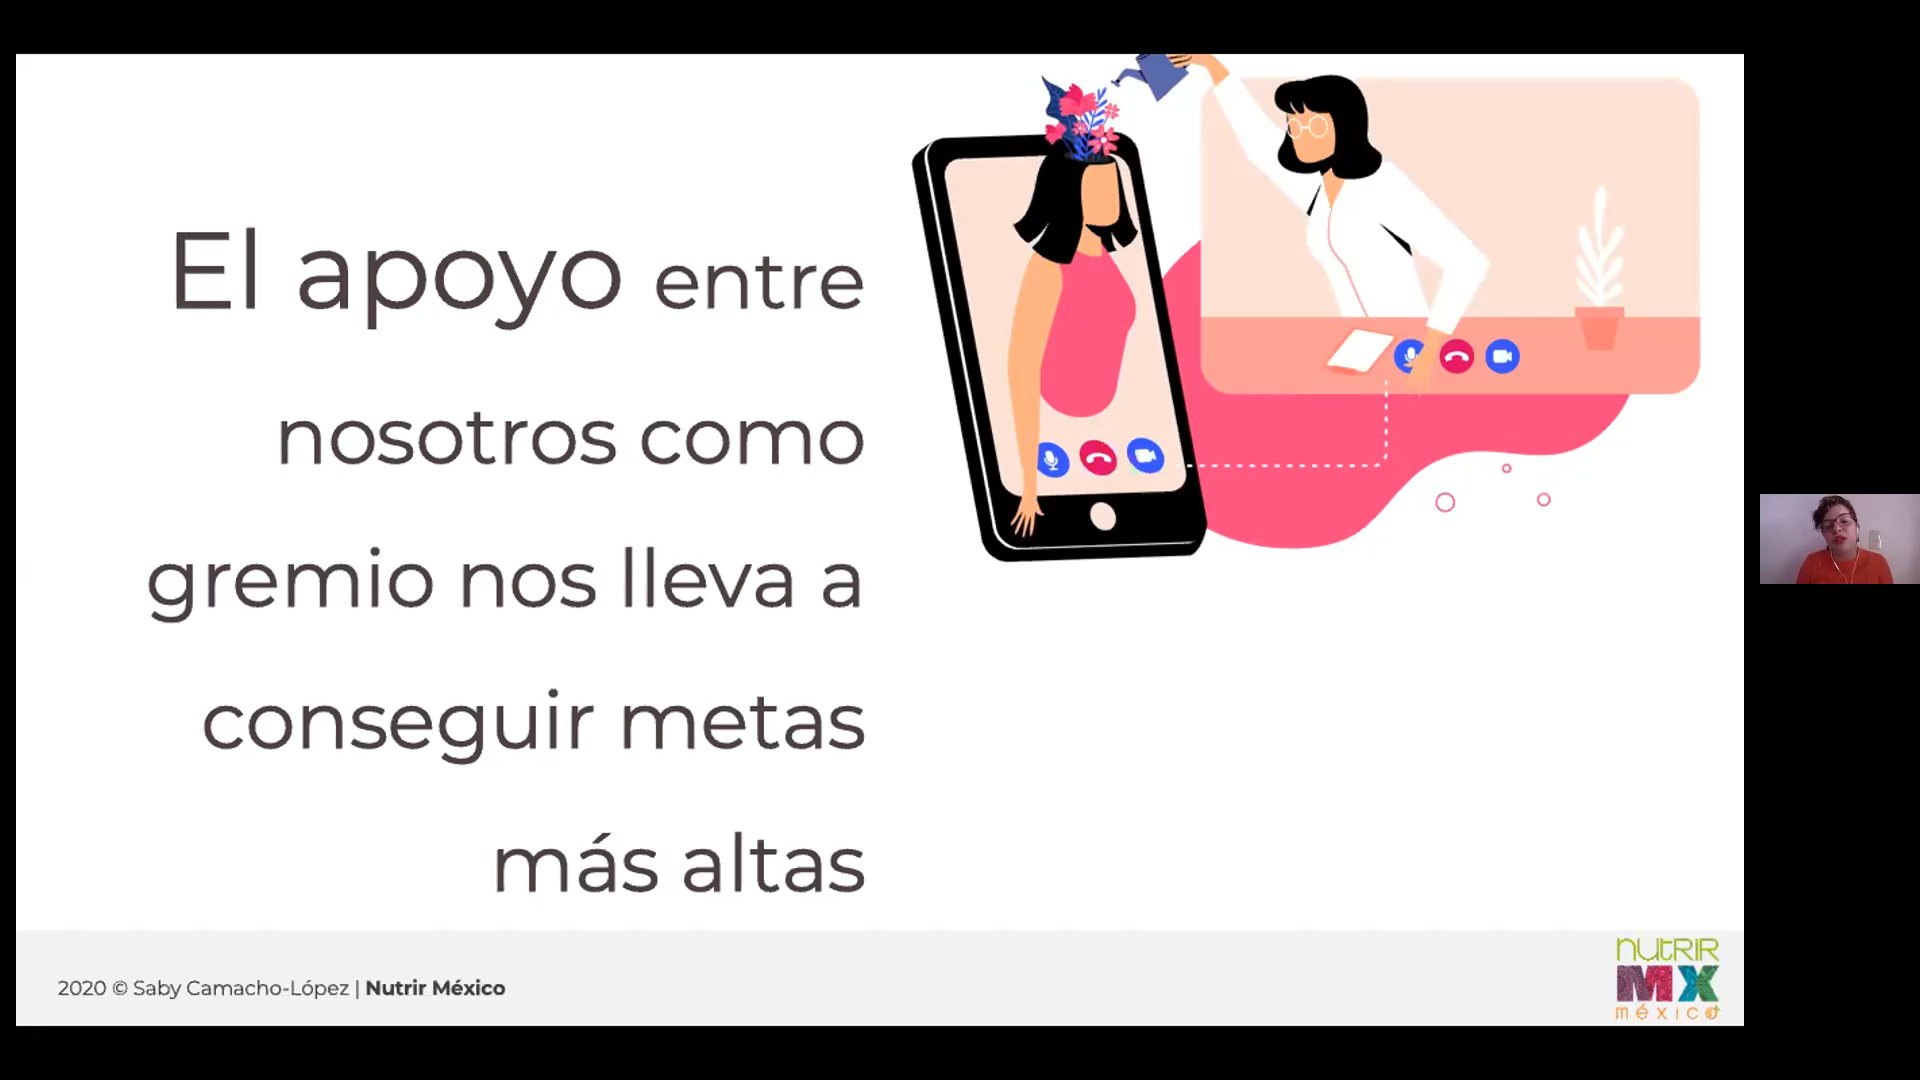 El apoyo entre
nosotros como
gremio nos lleva a
conseguir metas
más altas
2020 © Saby Camacho-López | Nutrir México
nutRIR
MX
méxico